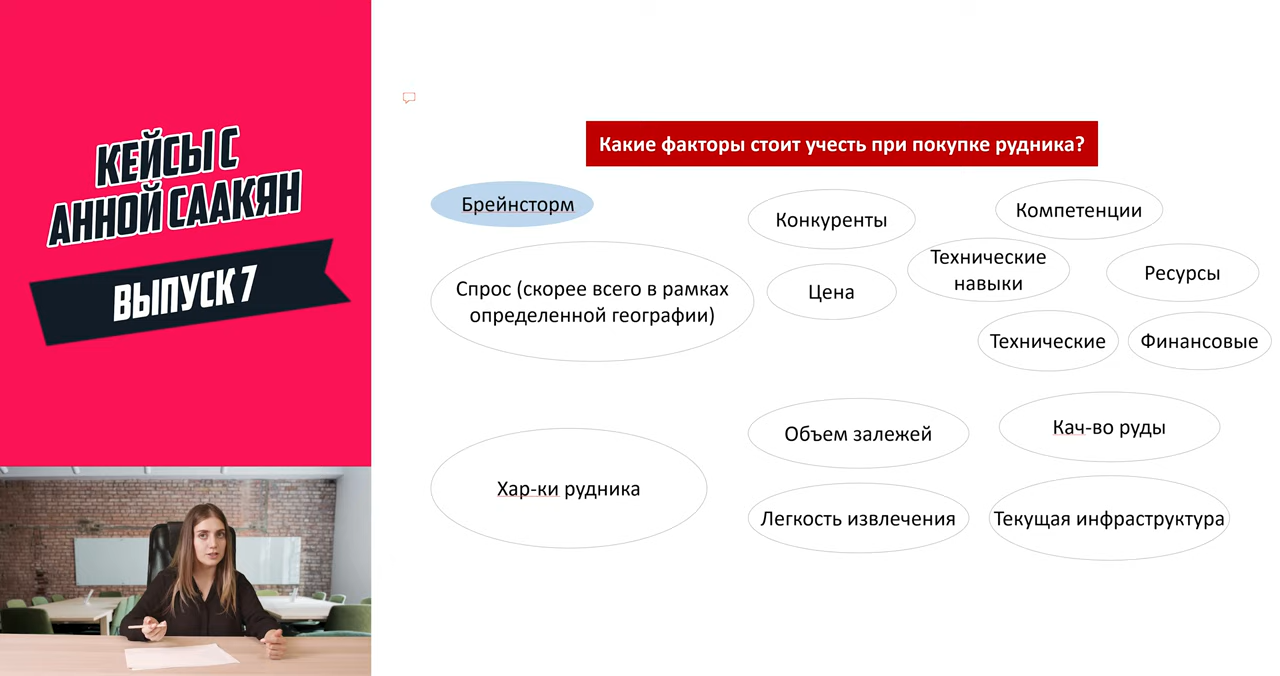 КЕЙСЫ С
АННОЙ СААКЯН
ВЫПУСК 7
Какие факторы стоит учесть при покупке рудника?
Брейнсторм
Конкуренты
Компетенции
Спрос (скорее всего в рамках
определенной географии)
Цена
Технические
навыки
Ресурсы
Технические
Финансовые
Хар-ки рудника
Объем залежей
Кач-во руды
Легкость извлечения
Текущая инфраструктура